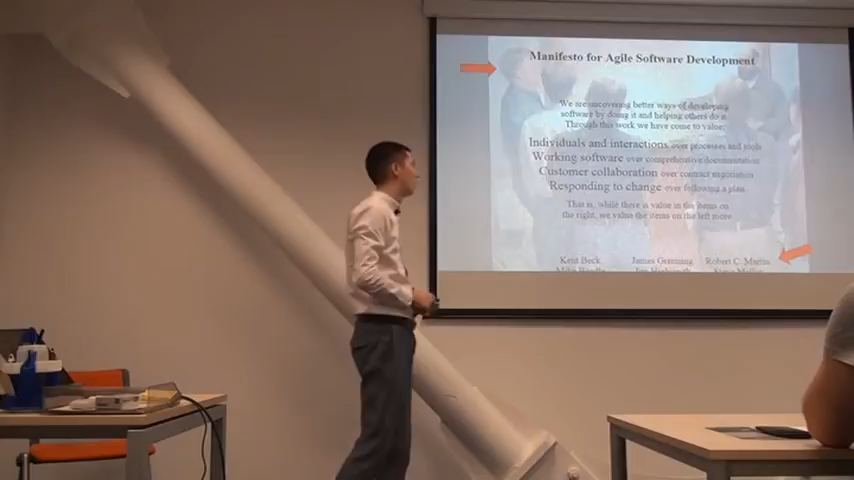 Manifesto for Agile Software Development
We are uncovering better ways of developing
software by doing it and helping others do it.
Through this work we have come to value:
Individuals and interactions over processes and tools
Working software over comprehensive documentation
Customer collaboration over contract negotiation
Responding to change over following a plan
That is, while there is value in the items on
the right, we value the items on the left more.
Kent Beck James Grenning Robert C. Martin